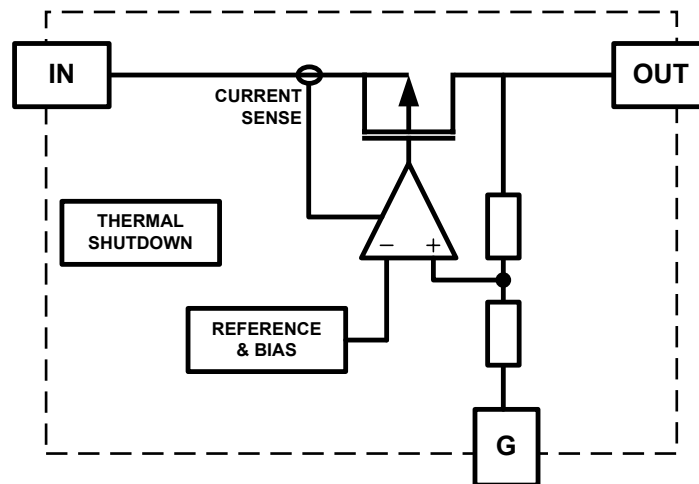 IN
OUT
CURRENT
SENSE
THERMAL
SHUTDOWN
− +
REFERENCE
& BIAS
G